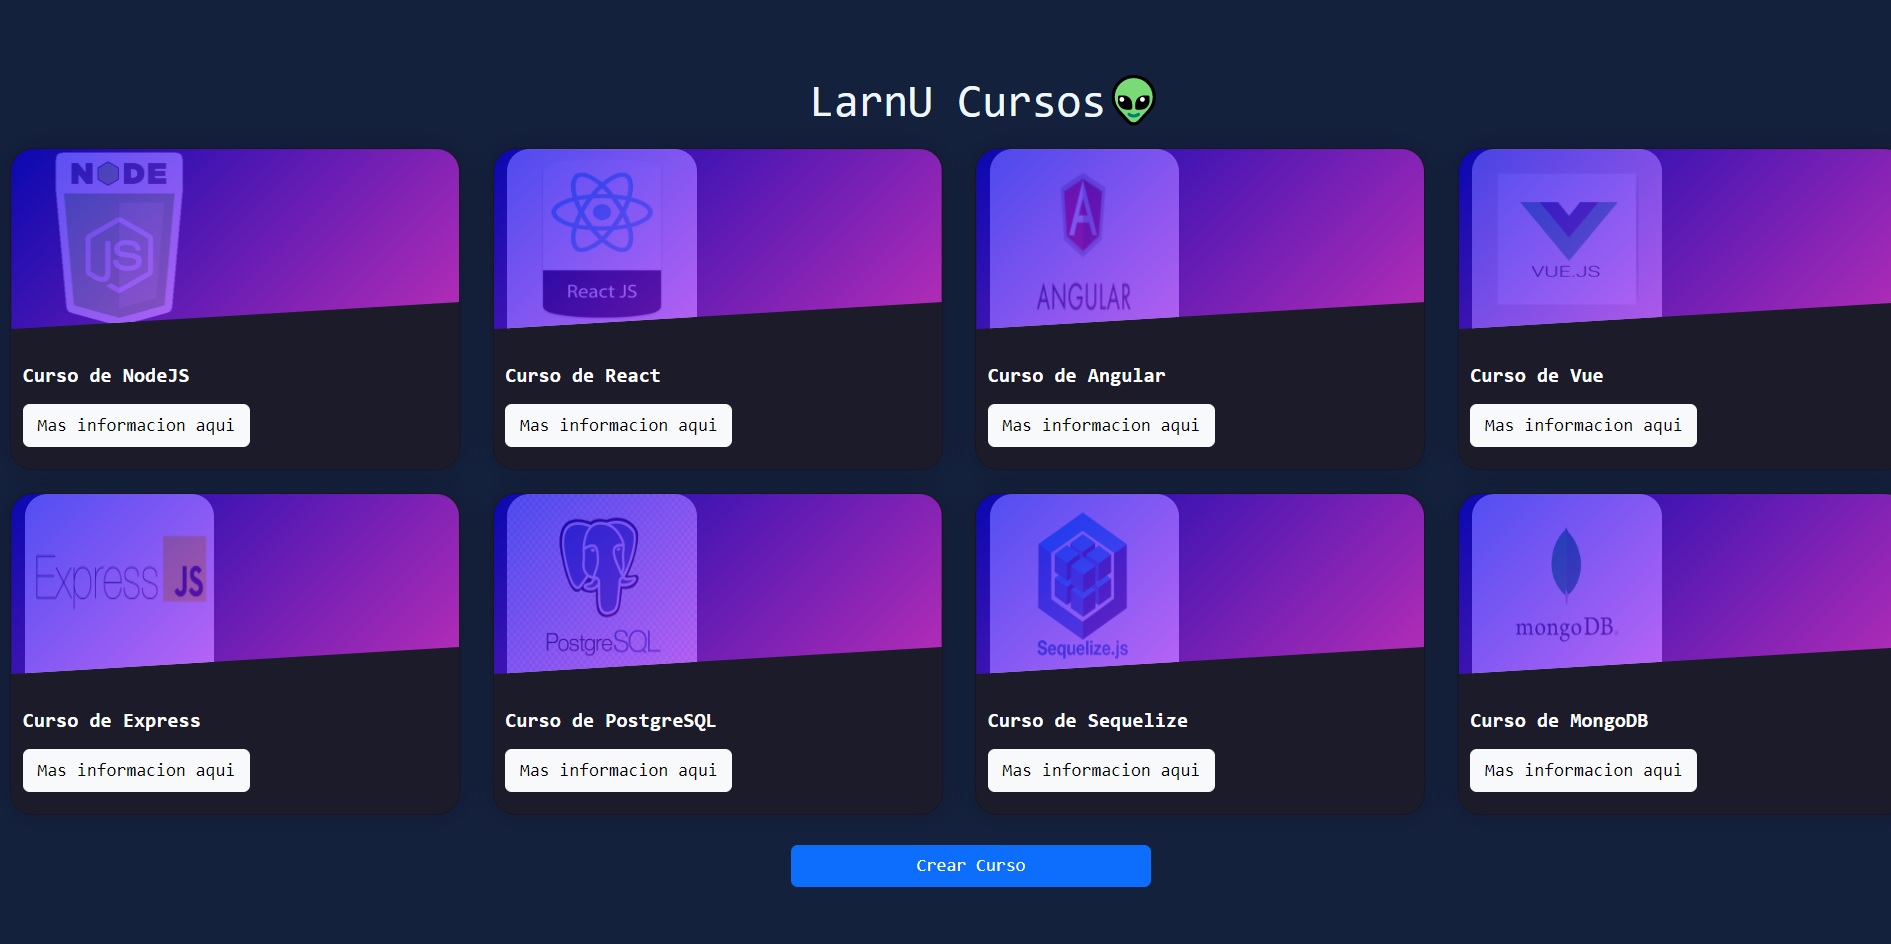 LarnU Cursos👽
NODE
JS
React JS
ANGULAR
VUE.JS
Curso de NodeJS
Curso de React
Curso de Angular
Curso de Vue
Mas informacion aqui
Mas informacion aqui
Mas informacion aqui
Mas informacion aqui
Express JS
PostgreSQL
Sequelize.js
mongoDB
Curso de Express
Curso de PostgreSQL
Curso de Sequelize
Curso de MongoDB
Mas informacion aqui
Mas informacion aqui
Mas informacion aqui
Mas informacion aqui
Crear Curso